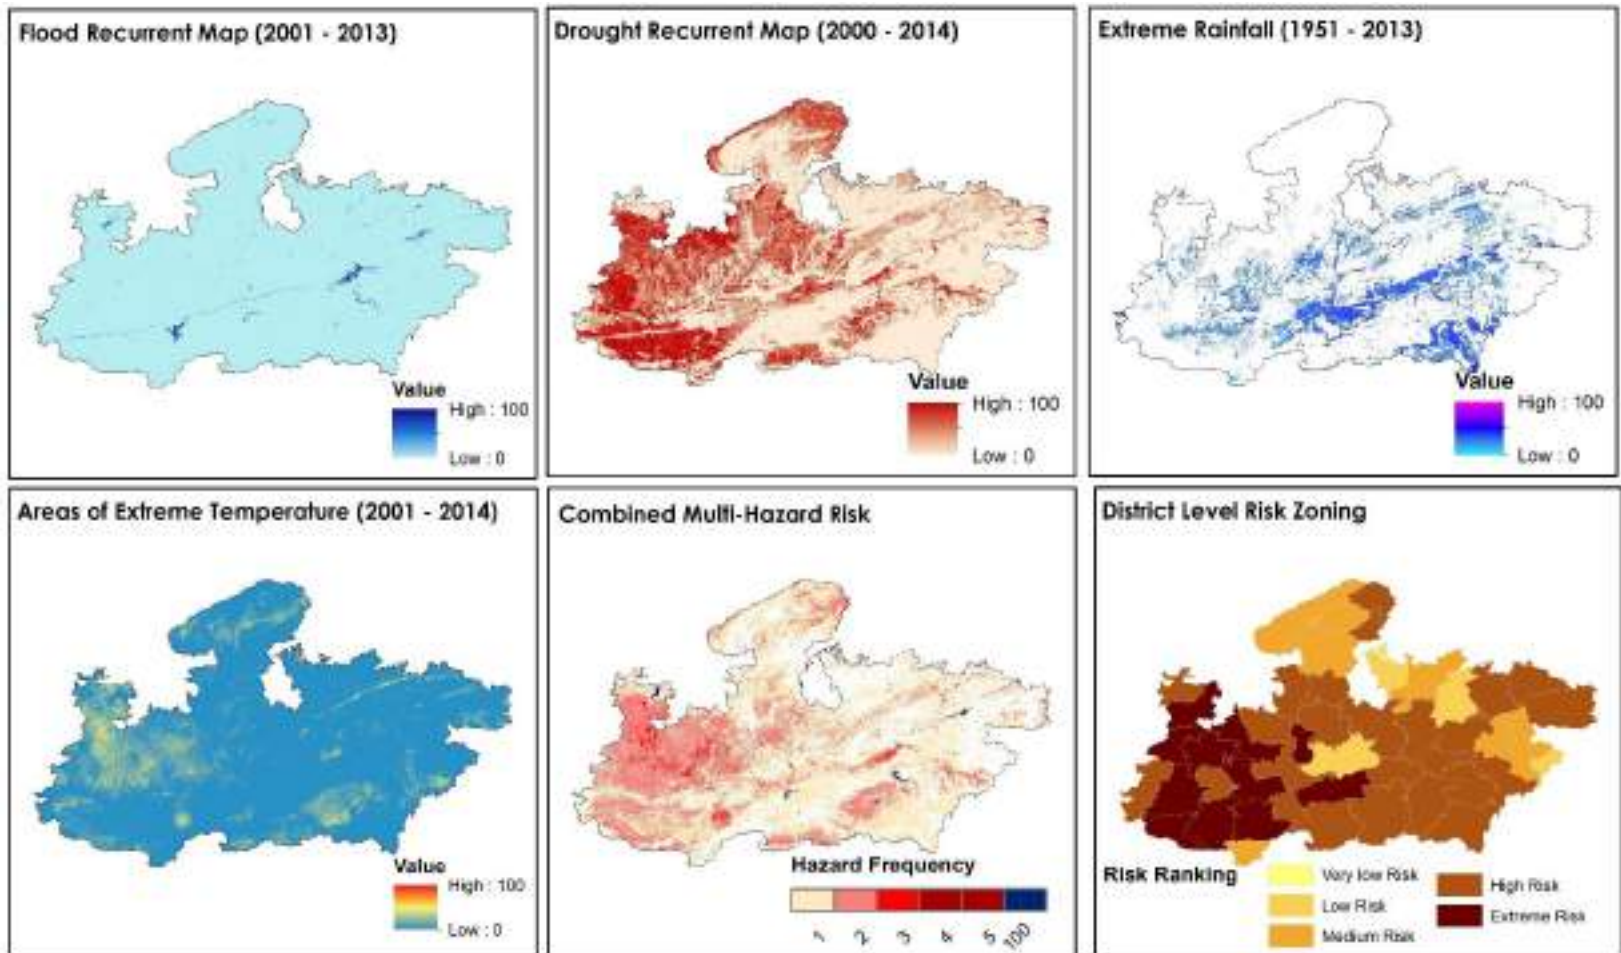 Flood Recurrent Map (2001 - 2013)
Value
High : 100
Low : 0
Drought Recurrent Map (2000 - 2014)
Value
High : 100
Low : 0
Extreme Rainfall (1951 - 2013)
Value
High : 100
Low : 0
Areas of Extreme Temperature (2001 - 2014)
Value
High : 100
Low : 0
Combined Multi-Hazard Risk
Hazard Frequency
1 2 3 4 5 100
District Level Risk Zoning
Risk Ranking
Very low Risk
Low Risk
Medium Risk
High Risk
Extreme Risk